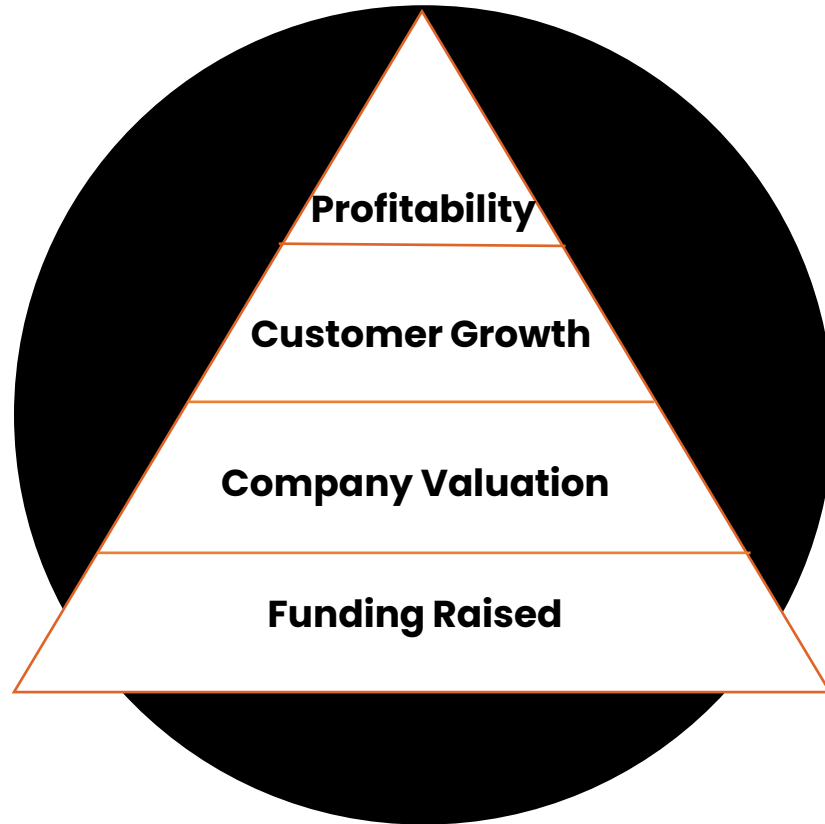 Profitability
Customer Growth
Company Valuation
Funding Raised